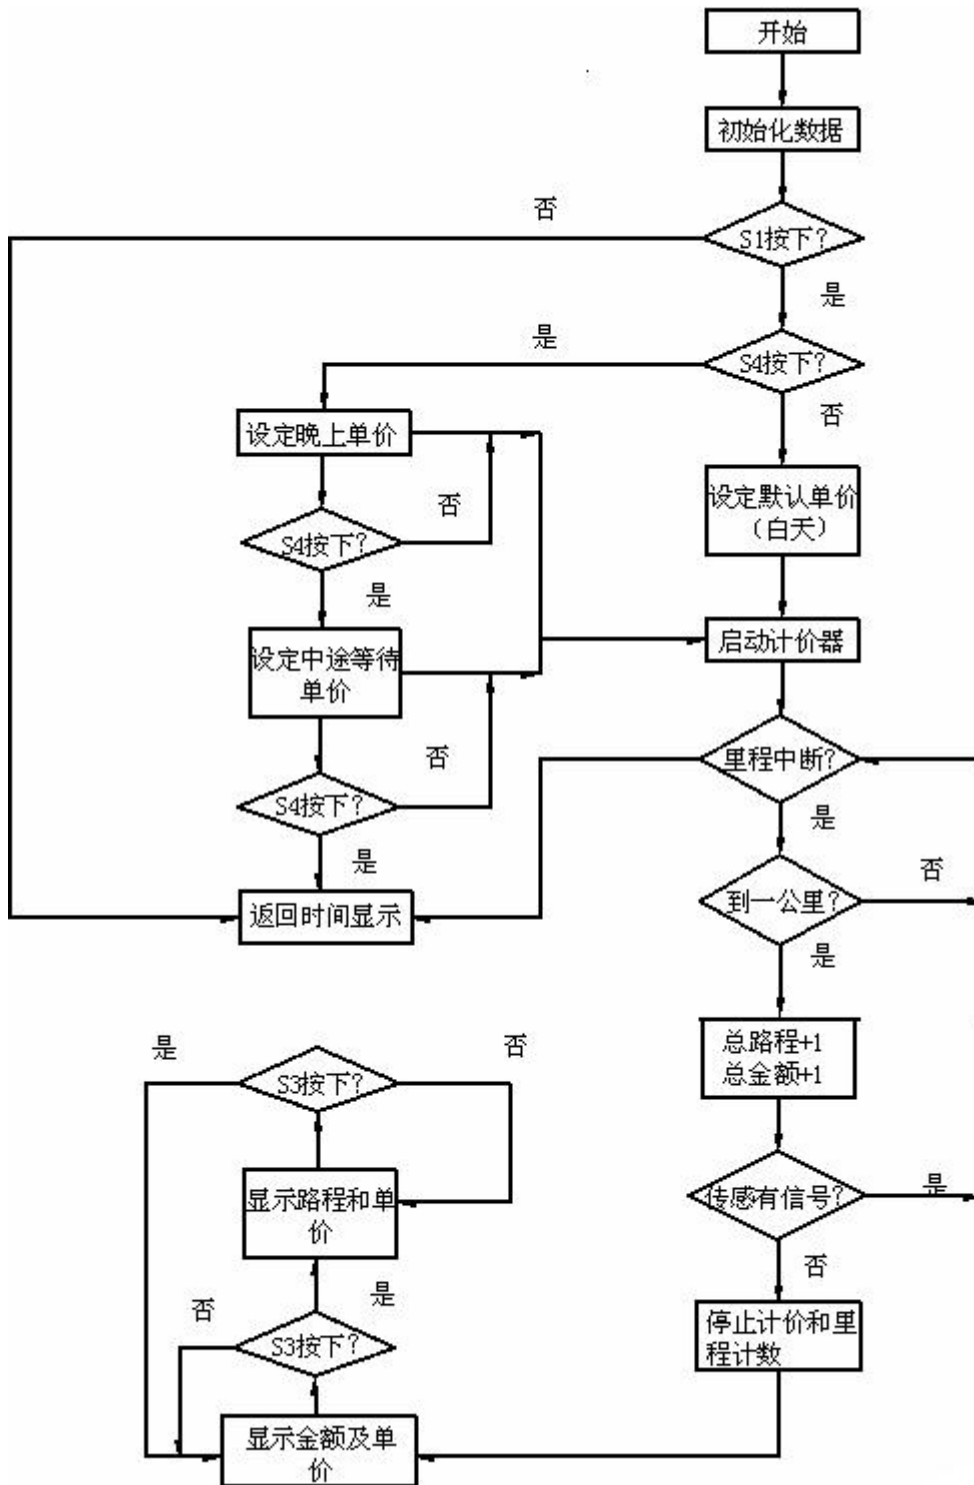 开始
初始化数据
否
S1按下？
是
是
S4按下？
否
设定晚上单价
设定默认单价
（白天）
否
S4按下？
是
启动计价器
设定中途等待
单价
里程中断？
否
S4按下？
是
是
到一公里？
否
返回时间显示
是
总路程+1
总金额+1
是
S3按下？
否
传感有信号？
是
显示路程和单
价
否
否
是
停止计价和里
程计数
S3按下？
显示金额及单
价